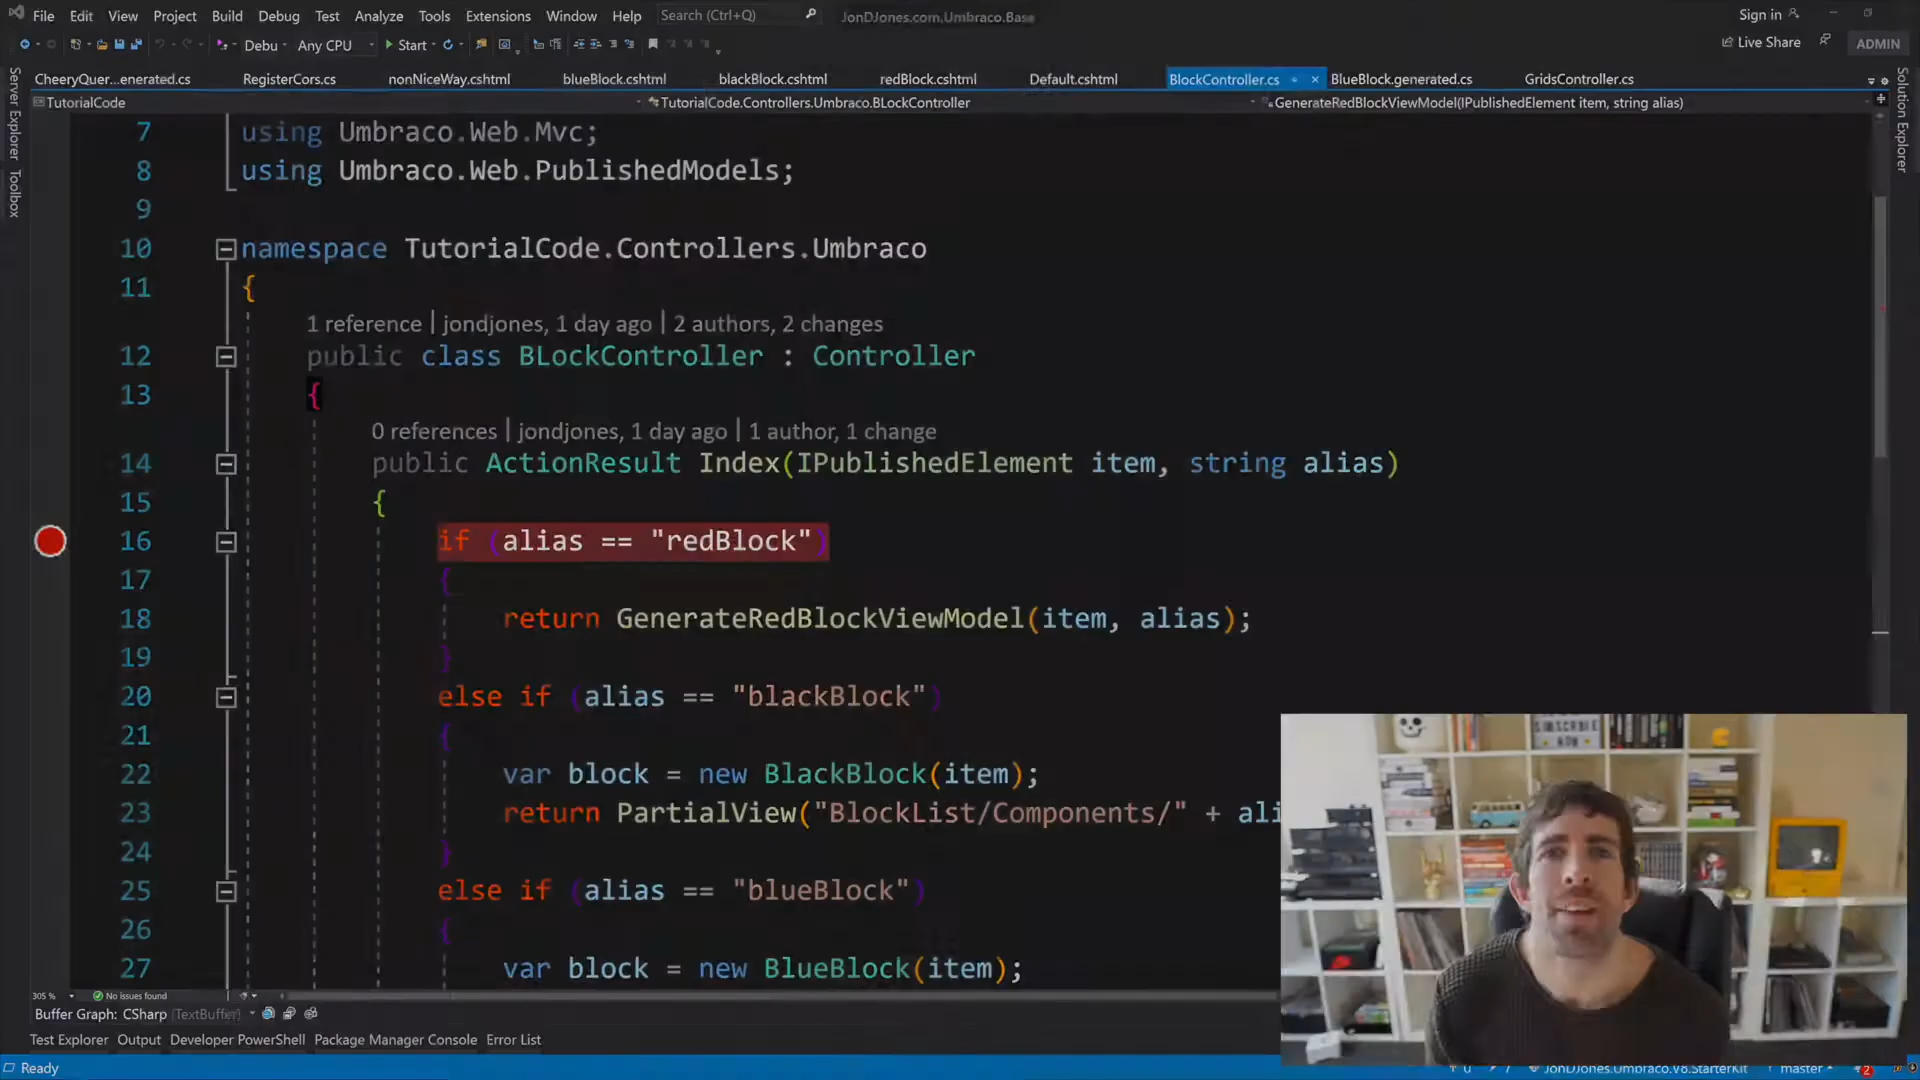 File Edit View Project Build Debug Test Analyze Tools Extensions Window Help Search (Ctrl+Q) JonDJones.com.Umbraco.Base Sign in
Debu Any CPU Start Live Share ADMIN
CheeryQuer...enerated.cs RegisterCors.cs nonNiceWay.cshtml blueBlock.cshtml blackBlock.cshtml redBlock.cshtml Default.cshtml BlockController.cs BlueBlock.generated.cs GridsController.cs
TutorialCode TutorialCode.Controllers.Umbraco.BLockController GenerateRedBlockViewModel(IPublishedElement item, string alias)
Server Explorer
Toolbox
Solution Explorer
7 using Umbraco.Web.Mvc;
8 using Umbraco.Web.PublishedModels;
9
10 namespace TutorialCode.Controllers.Umbraco
11 {
1 reference | jondjones, 1 day ago | 2 authors, 2 changes
12 public class BLockController : Controller
13 {
0 references | jondjones, 1 day ago | 1 author, 1 change
14 public ActionResult Index(IPublishedElement item, string alias)
15 {
16 if (alias == "redBlock")
17 {
18 return GenerateRedBlockViewModel(item, alias);
19 }
20 else if (alias == "blackBlock")
21 {
22 var block = new BlackBlock(item);
23 return PartialView("BlockList/Components/" + ali
24 }
25 else if (alias == "blueBlock")
26 {
27 var block = new BlueBlock(item);
SUBSCRIBE
NOW
305 % No issues found
Buffer Graph: CSharp (TextBuffer)
Test Explorer Output Developer PowerShell Package Manager Console Error List
Ready JonDJones.Umbraco.V8.StarterKit master 2